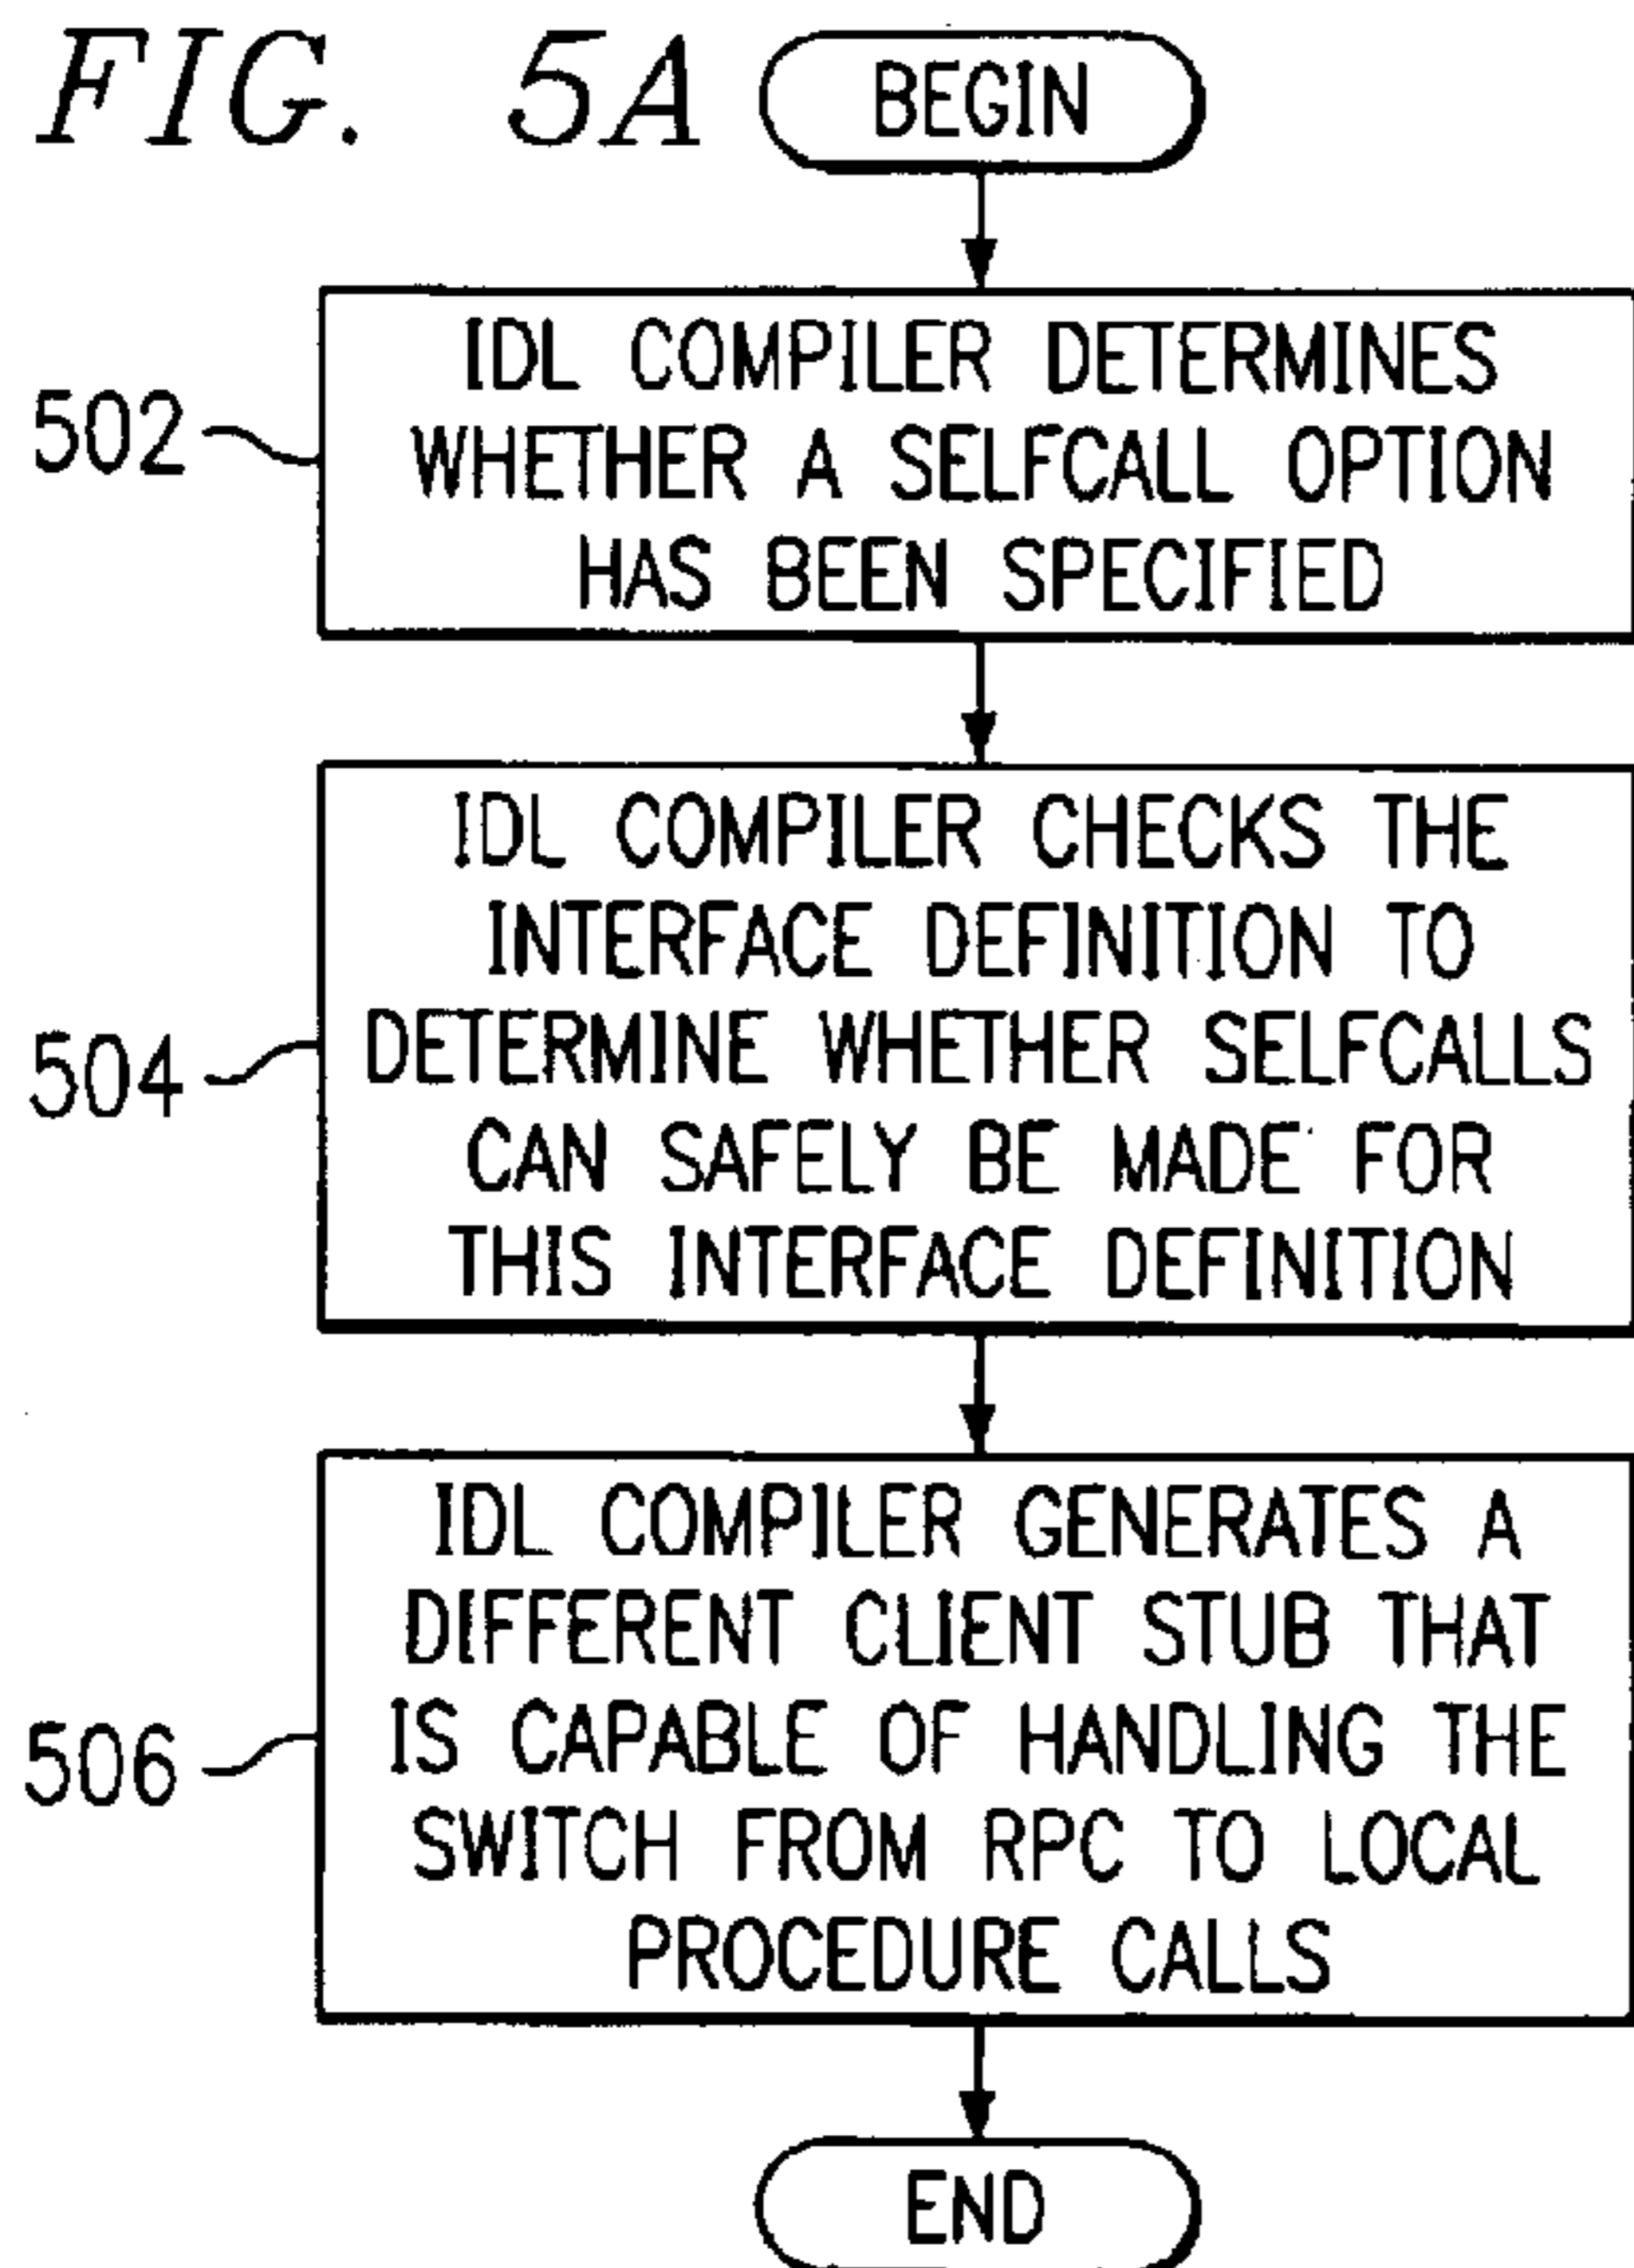 FIG. 5A
BEGIN
502
IDL COMPILER DETERMINES
WHETHER A SELFCALL OPTION
HAS BEEN SPECIFIED
504
IDL COMPILER CHECKS THE
INTERFACE DEFINITION TO
DETERMINE WHETHER SELFCALLS
CAN SAFELY BE MADE FOR
THIS INTERFACE DEFINITION
506
IDL COMPILER GENERATES A
DIFFERENT CLIENT STUB THAT
IS CAPABLE OF HANDLING THE
SWITCH FROM RPC TO LOCAL
PROCEDURE CALLS
END